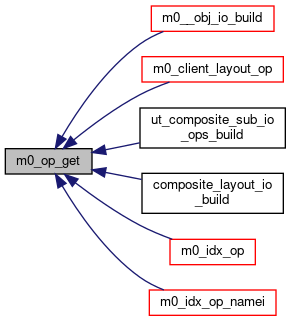 m0__obj_io_build
m0_client_layout_op
ut_composite_sub_io
_ops_build
m0_op_get
composite_layout_io
_build
m0_idx_op
m0_idx_op_namei